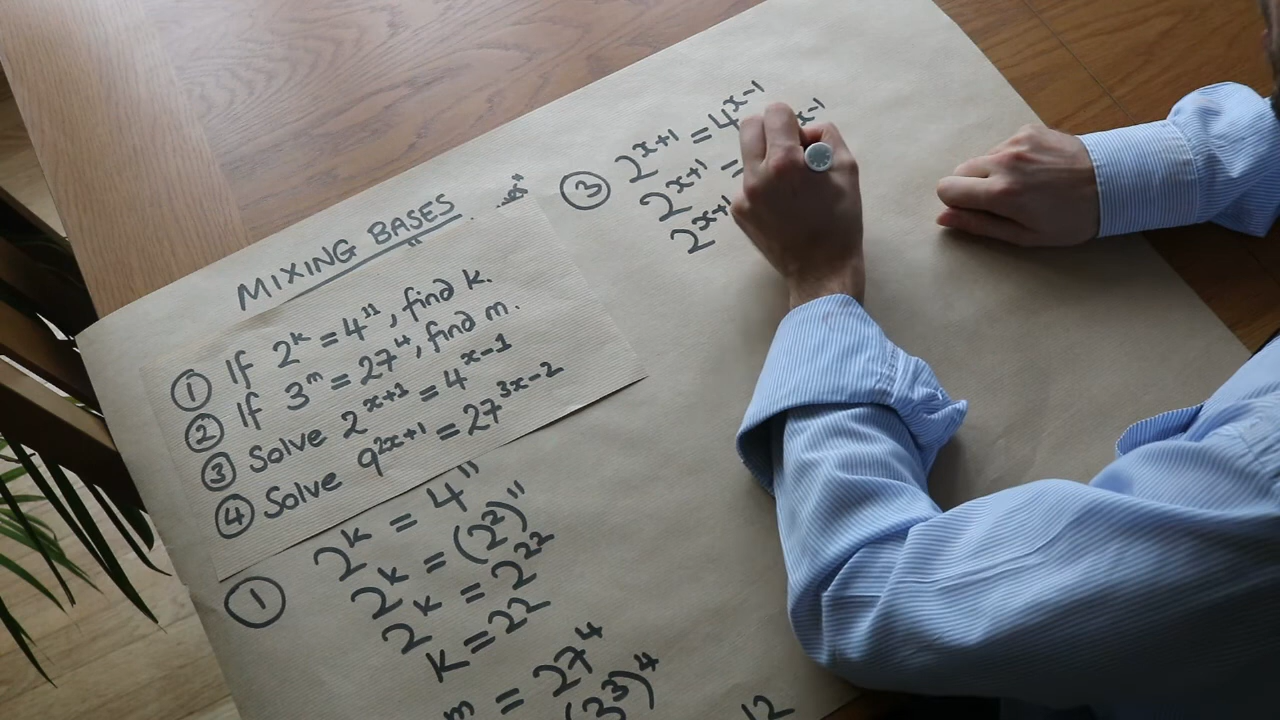 MIXING BASES
① If 2^k = 4^11, find k.
② If 3^m = 27^4, find m.
③ Solve 2^x+1 = 4^x-1
④ Solve 9^2x+1 = 27^3x-2
① 2^k = 4^11
2^k = (2^2)^11
2^k = 2^22
k = 22
m = 27^4
(3^3)^4
12
③ 2^x+1 = 4^x-1
2^x+1 = x-1
2^x+1